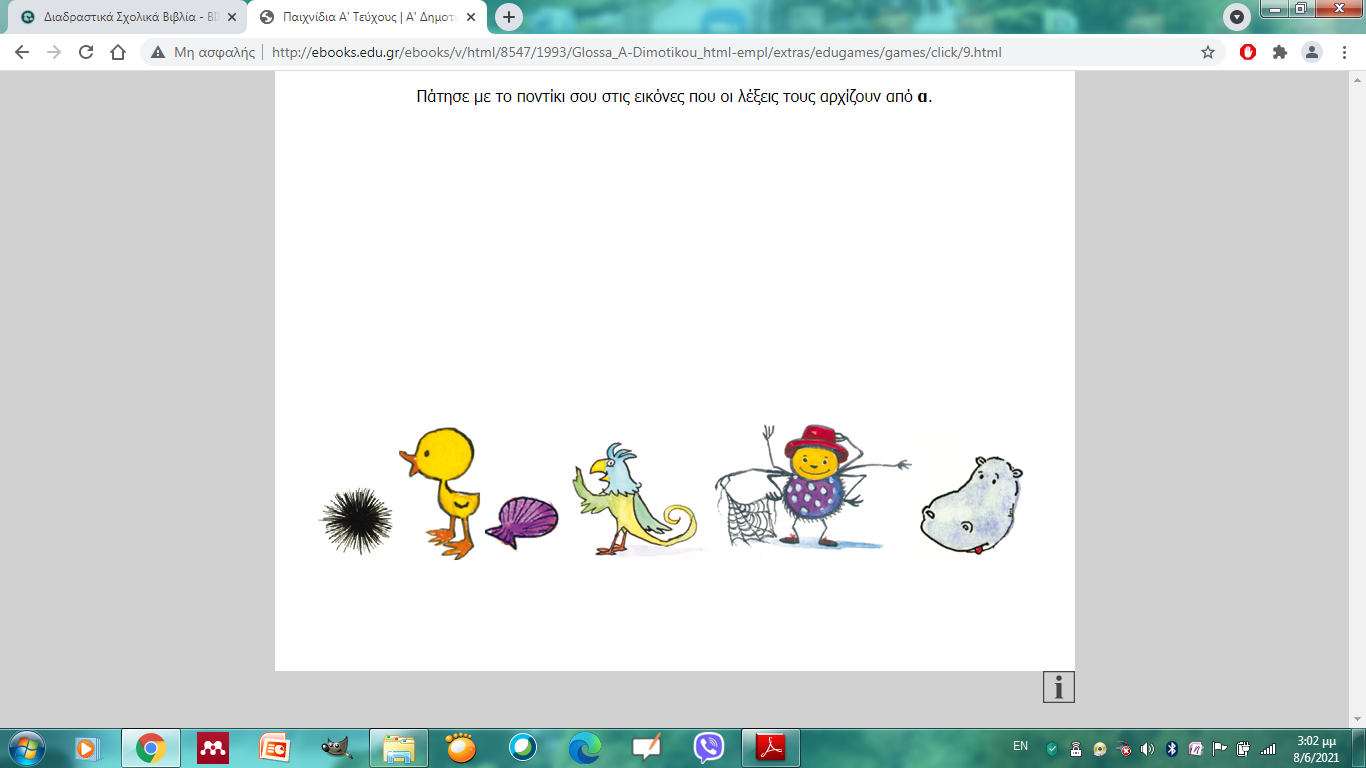 Διαδραστικά Σχολικά Βιβλία - ΒΙ
Παιχνίδια Α' Τεύχους | Α' Δημοτι
Μη ασφαλής
http://ebooks.edu.gr/ebooks/v/html/8547/1993/Glossa_A-Dimotikou_html-empl/extras/edugames/games/click/9.html
Πάτησε με το ποντίκι σου στις εικόνες που οι λέξεις τους αρχίζουν από α.
i
EN
3:02 μμ
8/6/2021